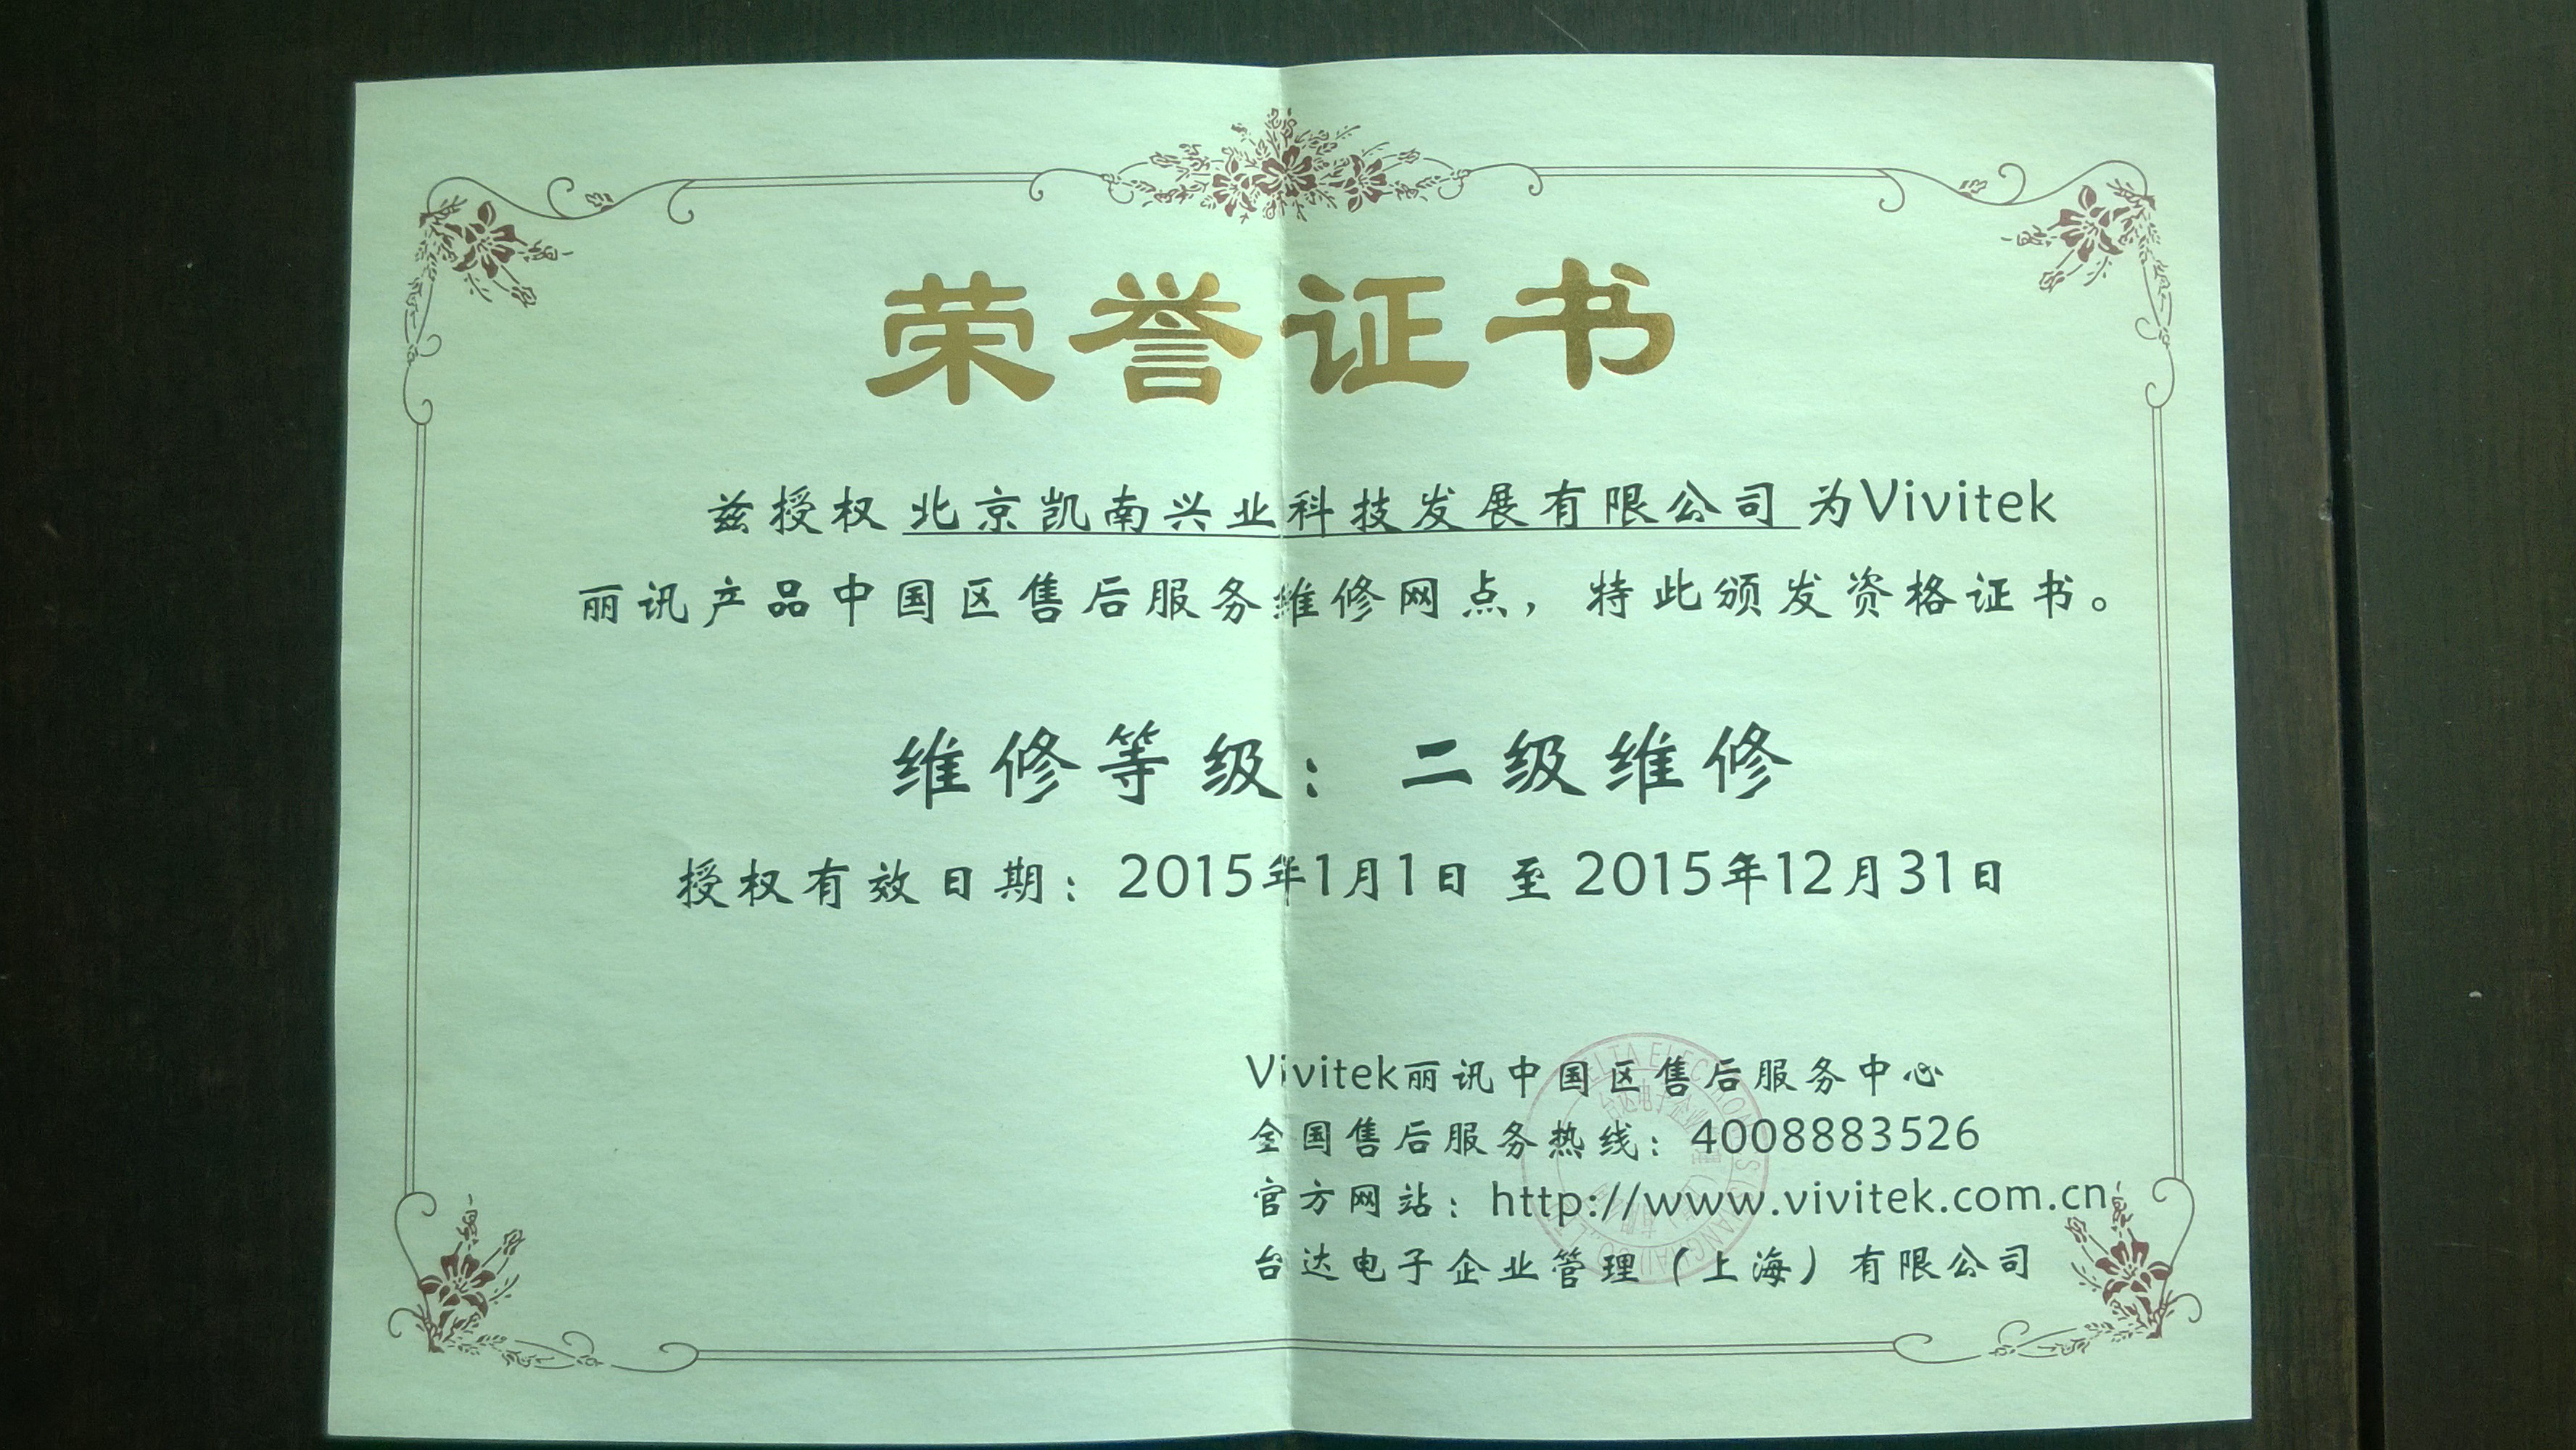 荣誉证书
兹授权 北京凯南兴业科技发展有限公司 为Vivitek
丽讯产品中国区售后服务维修网点，特此颁发资格证书。
维修等级：二级维修
授权有效日期：2015年1月1日 至 2015年12月31日
Vivitek丽讯中国区售后服务中心
全国售后服务热线：4008883526
官方网站：http://www.vivitek.com.cn
台达电子企业管理（上海）有限公司